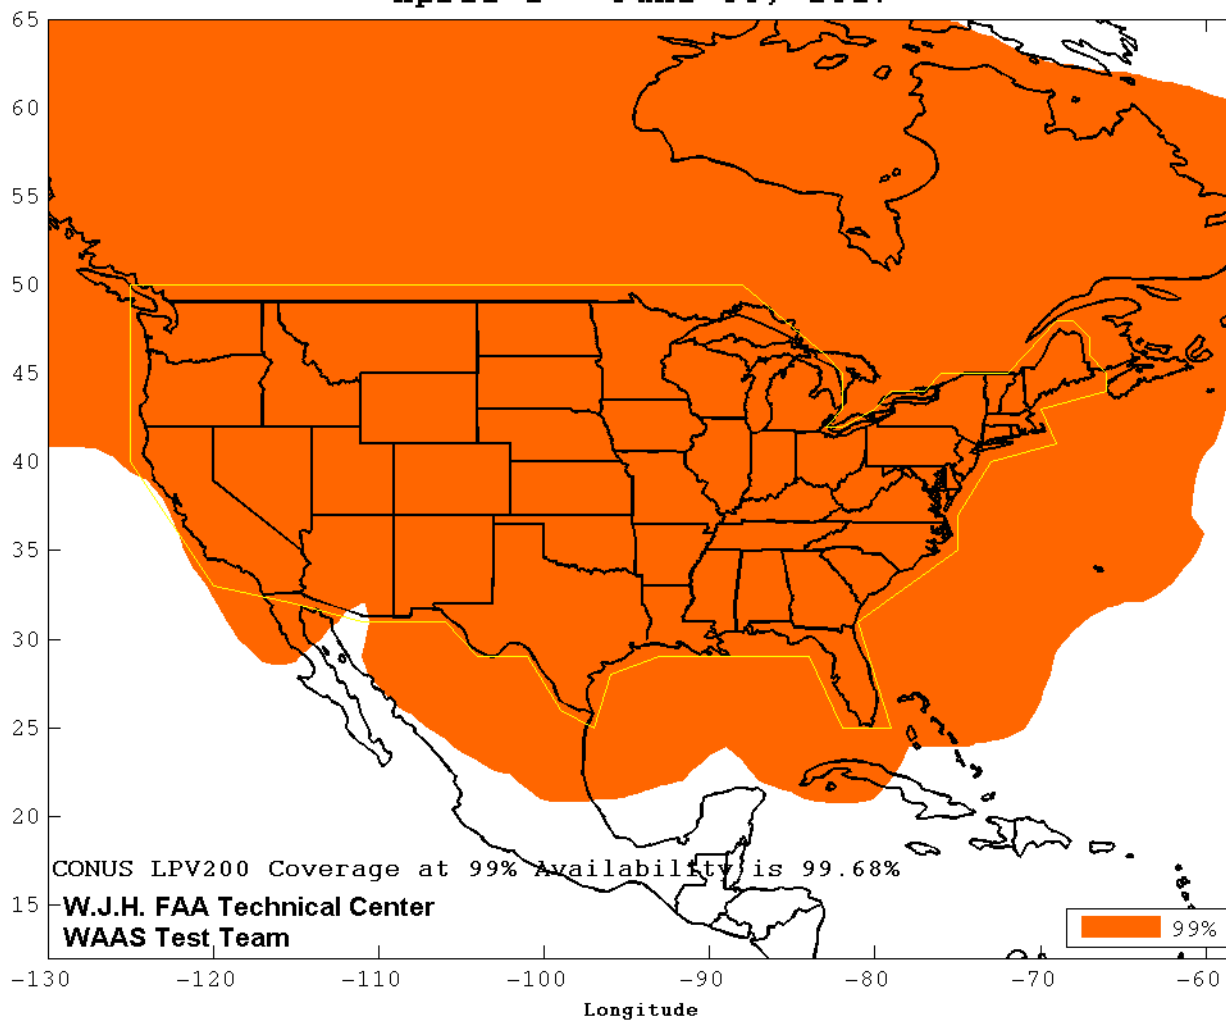 65
60
55
50
45
40
35
30
25
20
15
CONUS LPV200 Coverage at 99% Availability is 99.68%
W.J.H. FAA Technical Center
WAAS Test Team
99%
-130 -120 -110 -100 -90 -80 -70 -60
Longitude